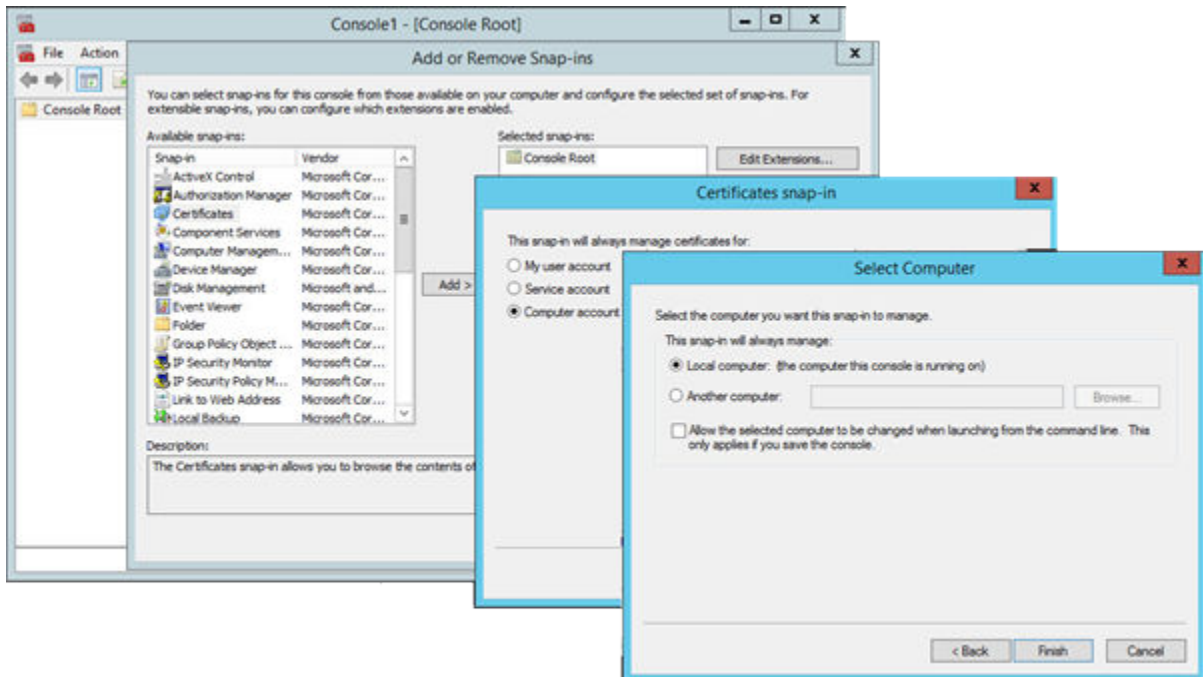 Console1 - [Console Root]
File Action
Add or Remove Snap-ins
Console Root
You can select snap-ins for this console from those available on your computer and configure the selected set of snap-ins. For
extensible snap-ins, you can configure which extensions are enabled.
Available snap-ins:
Selected snap-ins:
Snap-in Vendor
ActiveX Control Microsoft Cor...
Authorization Manager Microsoft Cor...
Certificates Microsoft Cor...
Component Services Microsoft Cor...
Computer Managem... Microsoft Cor...
Device Manager Microsoft Cor...
Disk Management Microsoft and...
Event Viewer Microsoft Cor...
Folder Microsoft Cor...
Group Policy Object ... Microsoft Cor...
IP Security Monitor Microsoft Cor...
IP Security Policy M... Microsoft Cor...
Link to Web Address Microsoft Cor...
Local Backup Microsoft Cor...
Console Root
Edit Extensions...
Add >
Description:
The Certificates snap-in allows you to browse the contents of
Certificates snap-in
This snap-in will always manage certificates for:
My user account
Service account
Computer account
Select Computer
Select the computer you want this snap-in to manage.
This snap-in will always manage:
Local computer: (the computer this console is running on)
Another computer:
Browse...
Allow the selected computer to be changed when launching from the command line. This
only applies if you save the console.
< Back
Finish
Cancel